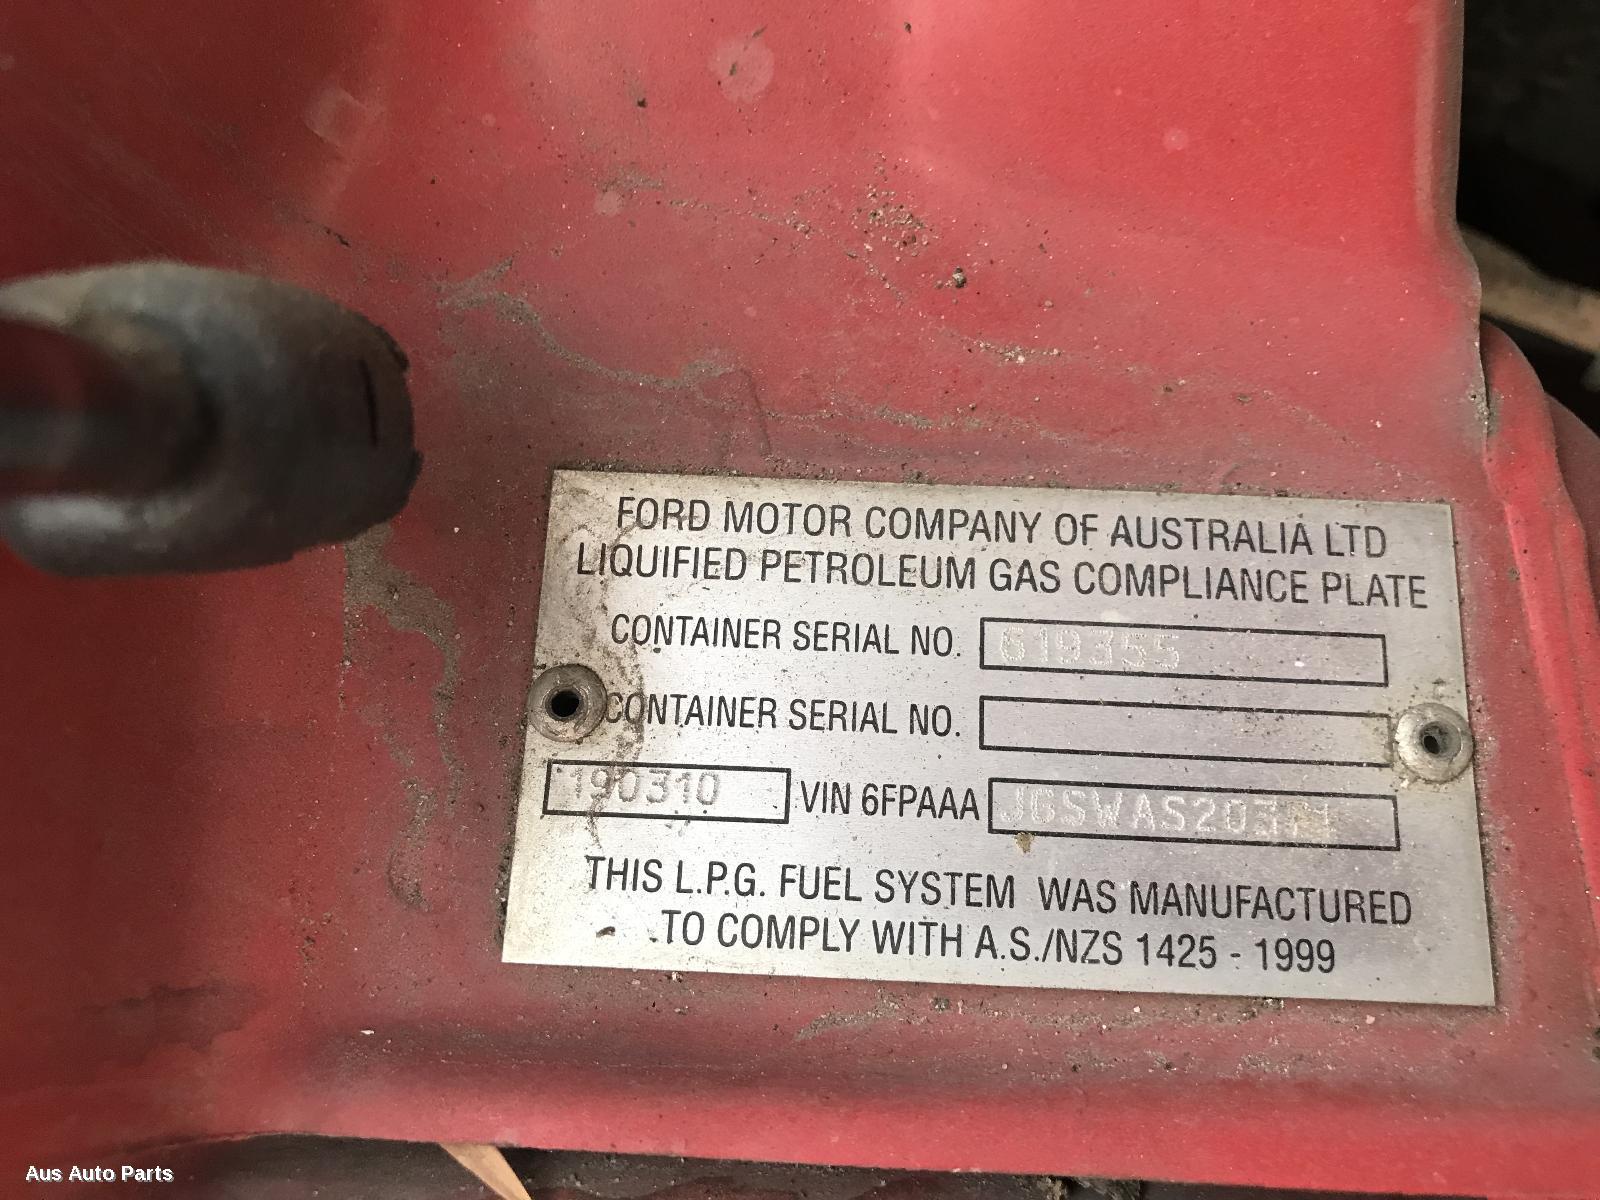 FORD MOTOR COMPANY OF AUSTRALIA LTD
LIQUIFIED PETROLEUM GAS COMPLIANCE PLATE
CONTAINER SERIAL NO. 619355
CONTAINER SERIAL NO.
190310 VIN 6FPAAA
THIS L.P.G. FUEL SYSTEM WAS MANUFACTURED
TO COMPLY WITH A.S./NZS 1425 - 1999
Aus Auto Parts